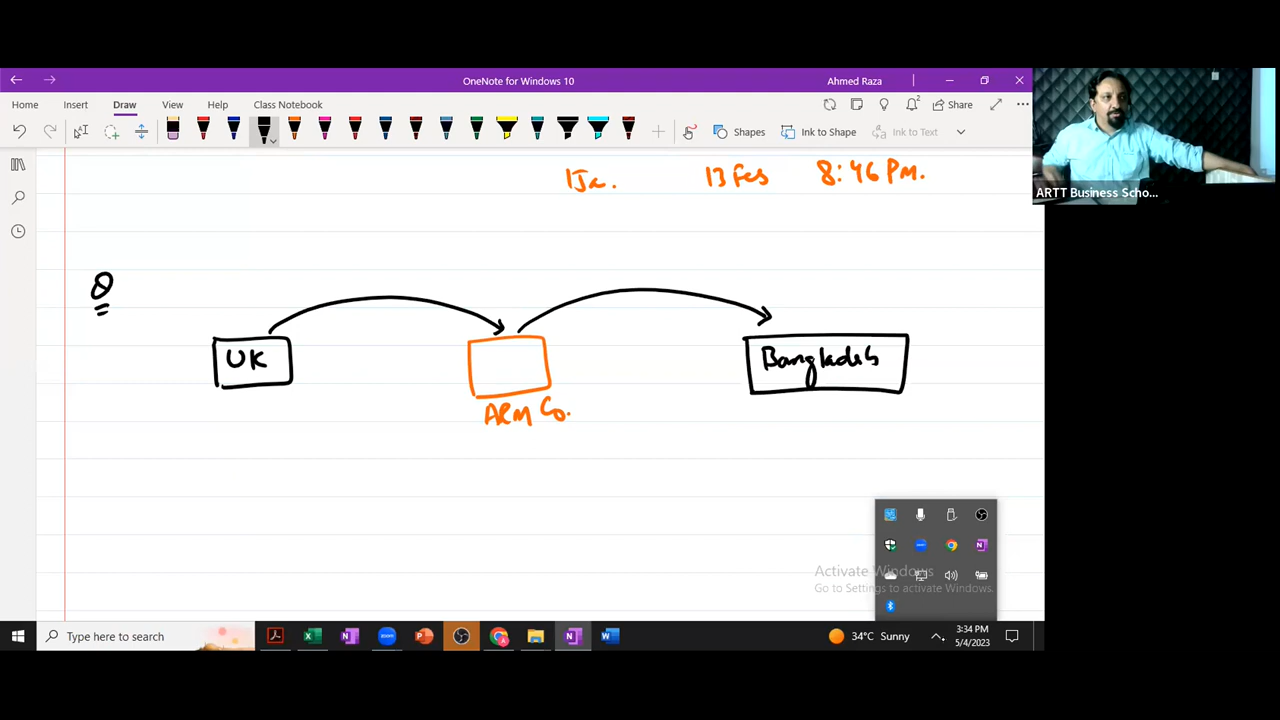 OneNote for Windows 10
Ahmed Raza
Home Insert Draw View Help Class Notebook
Share
Shapes
Ink to Shape
Ink to Text
ARTT Business Scho...
13 Feb 8:46 PM.
Q
UK
Bangladesh
ARM Co.
Activate Windows
Go to Settings to activate Windows.
Type here to search
34°C Sunny
3:34 PM
5/4/2023